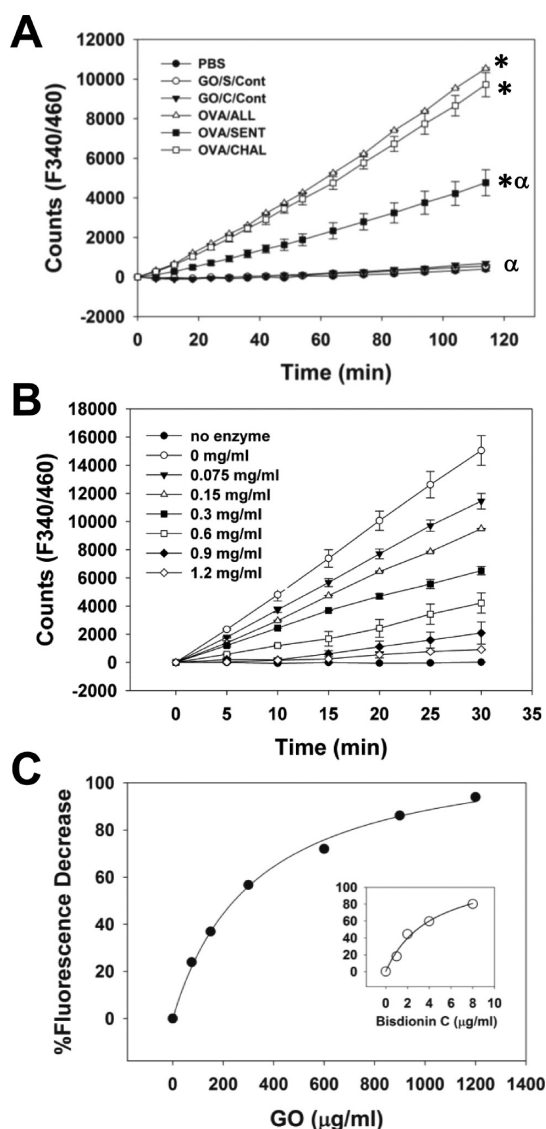 A
12000
10000
8000
6000
4000
2000
0
-2000
Counts (F340/460)
PBS
GO/S/Cont
GO/C/Cont
OVA/ALL
OVA/SENT
OVA/CHAL
*
*
*α
α
0 20 40 60 80 100 120
Time (min)
B
18000
16000
14000
12000
10000
8000
6000
4000
2000
0
-2000
Counts (F340/460)
no enzyme
0 mg/ml
0.075 mg/ml
0.15 mg/ml
0.3 mg/ml
0.6 mg/ml
0.9 mg/ml
1.2 mg/ml
0 5 10 15 20 25 30 35
Time (min)
C
100
80
60
40
20
0
%Fluorescence Decrease
100
80
60
40
20
0
0 2 4 6 8 10
Bisdionin C (µg/ml)
0 200 400 600 800 1000 1200 1400
GO (µg/ml)